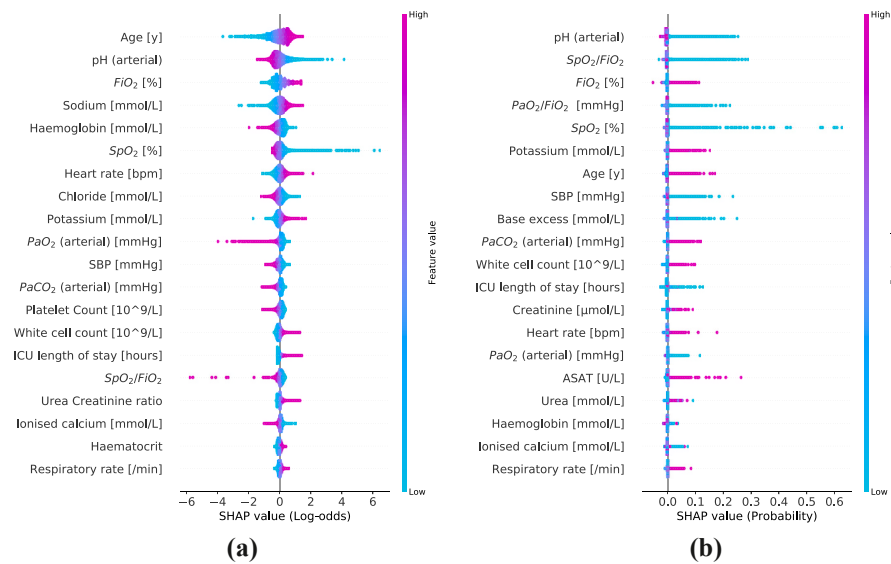 High
Age [y]
pH (arterial)
FiO2 [%]
Sodium [mmol/L]
Haemoglobin [mmol/L]
SpO2 [%]
Heart rate [bpm]
Chloride [mmol/L]
Potassium [mmol/L]
PaO2 (arterial) [mmHg]
SBP [mmHg]
PaCO2 (arterial) [mmHg]
Platelet Count [10^9/L]
White cell count [10^9/L]
ICU length of stay [hours]
SpO2/FiO2
Urea Creatinine ratio
Ionised calcium [mmol/L]
Haematocrit
Respiratory rate [/min]
Feature value
Low
−6 −4 −2 0 2 4 6
SHAP value (Log-odds)
(a)
High
pH (arterial)
SpO2/FiO2
FiO2 [%]
PaO2/FiO2 [mmHg]
SpO2 [%]
Potassium [mmol/L]
Age [y]
SBP [mmHg]
Base excess [mmol/L]
PaCO2 (arterial) [mmHg]
White cell count [10^9/L]
ICU length of stay [hours]
Creatinine [µmol/L]
Heart rate [bpm]
PaO2 (arterial) [mmHg]
ASAT [U/L]
Urea [mmol/L]
Haemoglobin [mmol/L]
Ionised calcium [mmol/L]
Respiratory rate [/min]
Low
0.0 0.1 0.2 0.3 0.4 0.5 0.6
SHAP value (Probability)
(b)